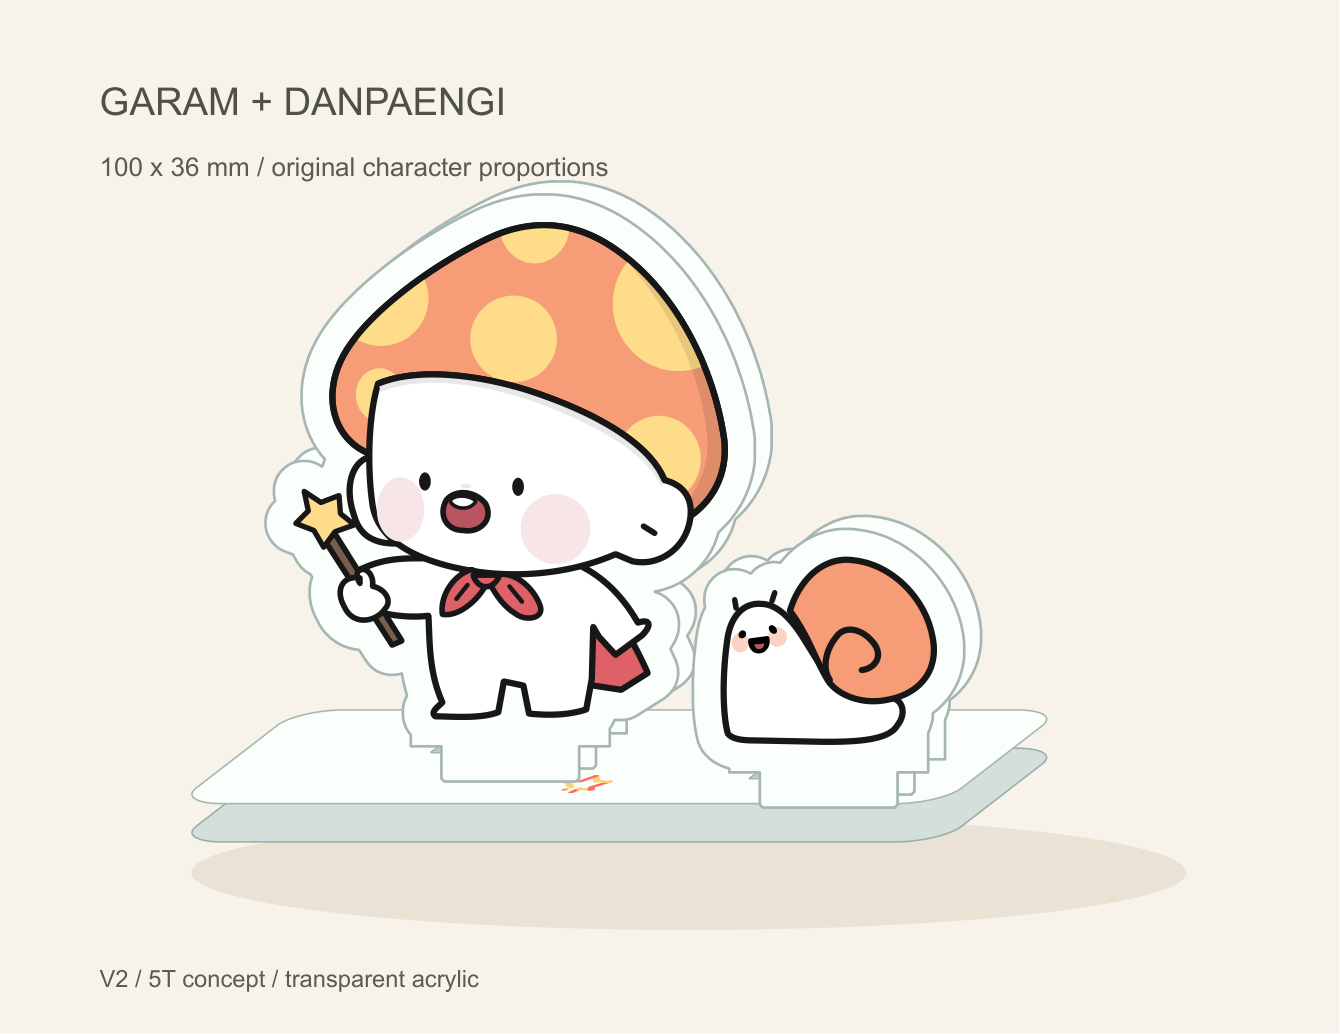 GARAM + DANPAENGI
100 x 36 mm / original character proportions
V2 / 5T concept / transparent acrylic